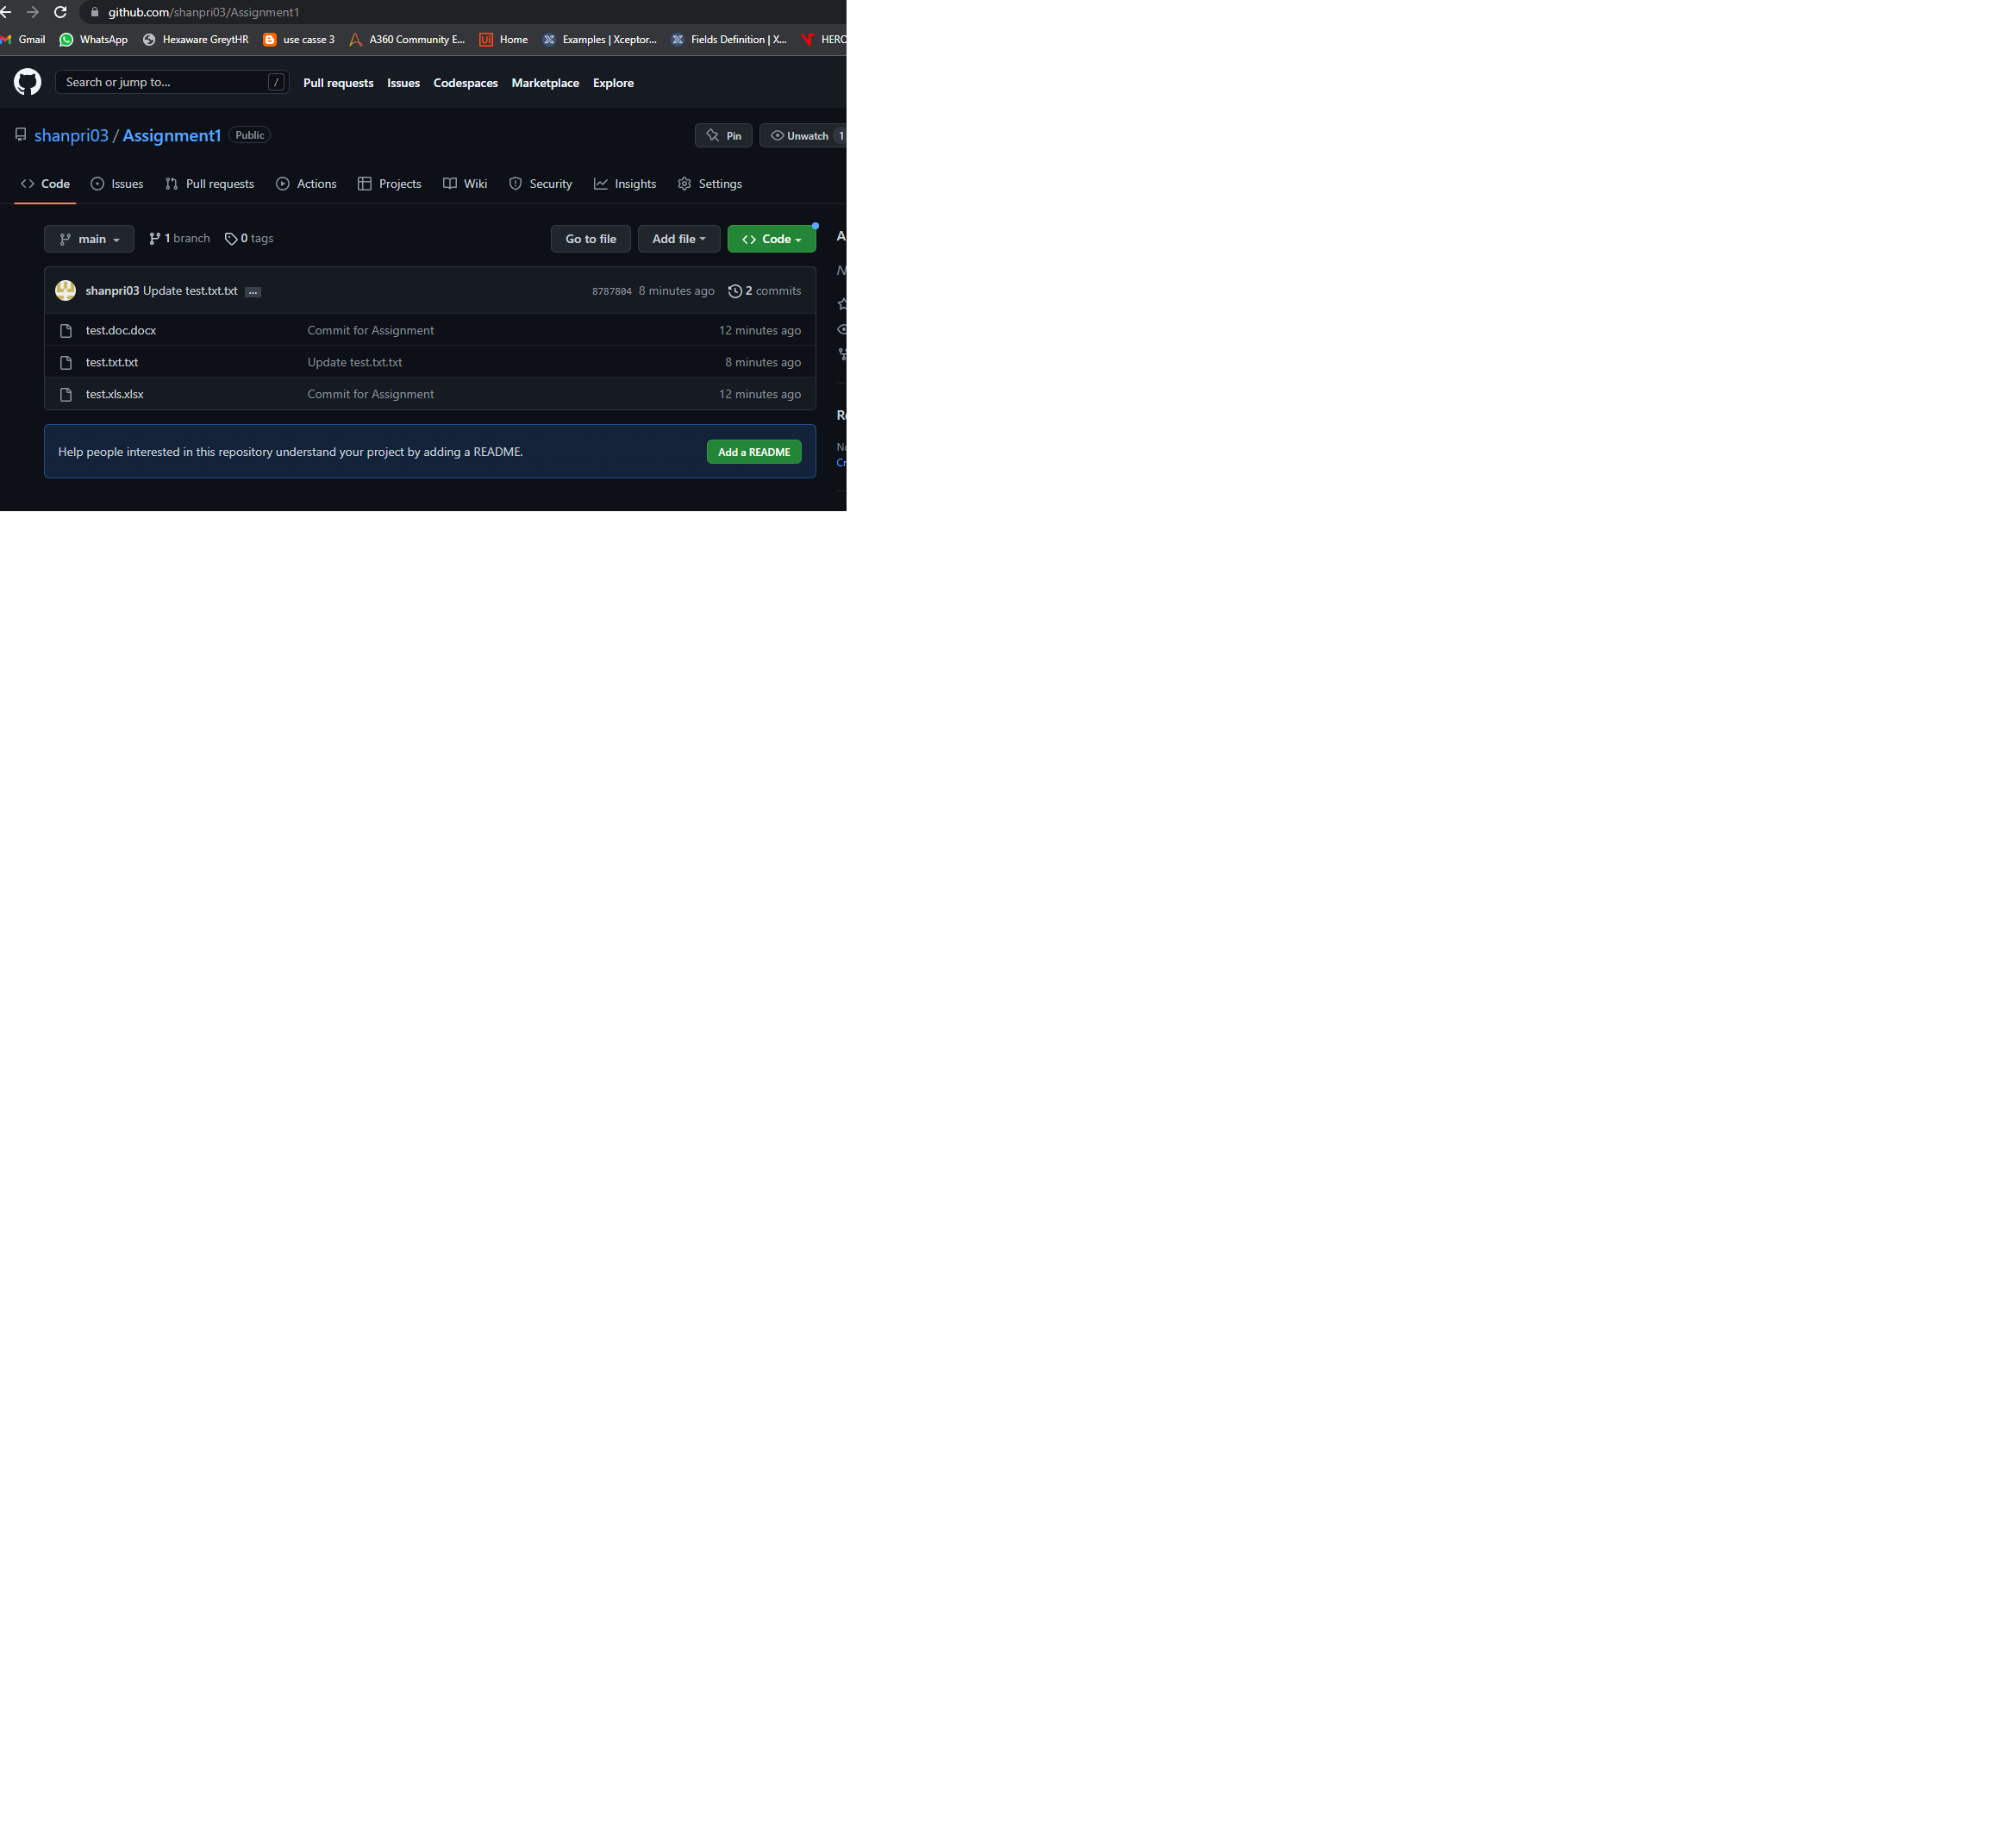 github.com/shanpri03/Assignment1
Gmail WhatsApp Hexaware GreytHR use casse 3 A360 Community E... Ui Home Examples | Xceptor... Fields Definition | X... HERO
Search or jump to... / Pull requests Issues Codespaces Marketplace Explore
shanpri03 / Assignment1 Public Pin Unwatch 1
Code Issues Pull requests Actions Projects Wiki Security Insights Settings
main 1 branch 0 tags Go to file Add file Code
A
N
shanpri03 Update test.txt.txt ... 8787804 8 minutes ago 2 commits
test.doc.docx Commit for Assignment 12 minutes ago
test.txt.txt Update test.txt.txt 8 minutes ago
test.xls.xlsx Commit for Assignment 12 minutes ago
Re
No
Help people interested in this repository understand your project by adding a README. Add a README
Cr